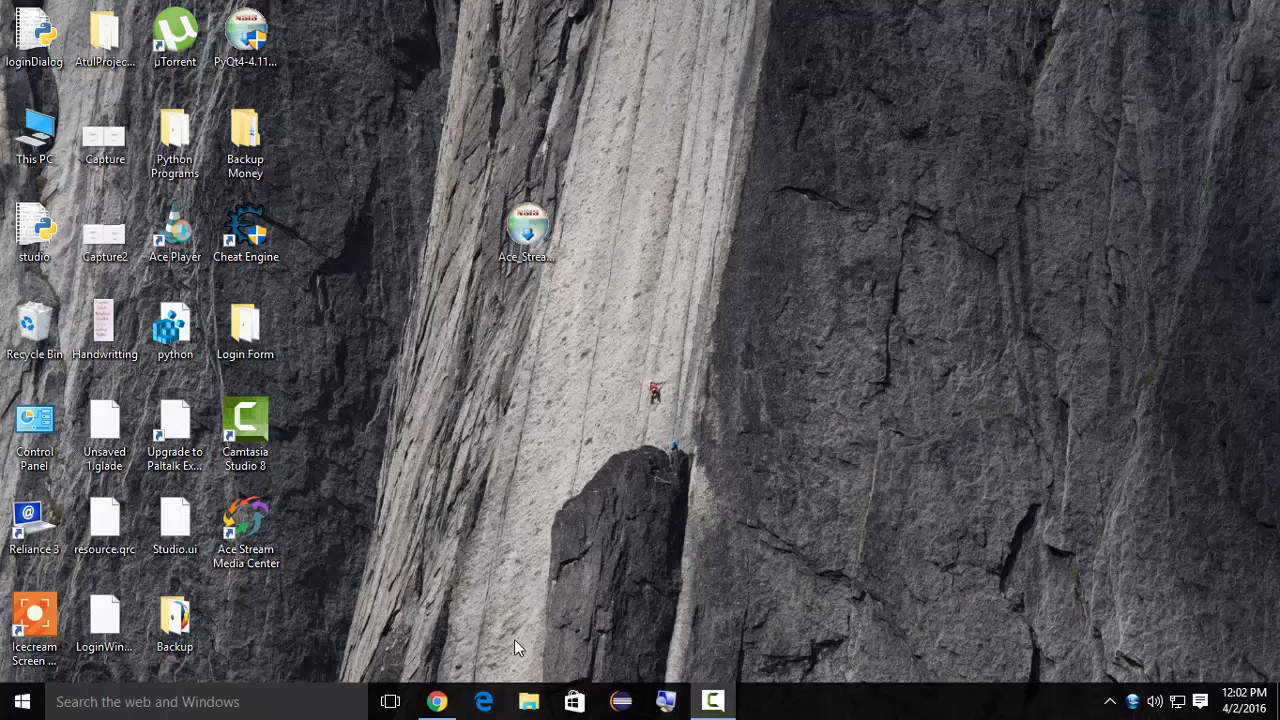 loginDialog
AtulProjec...
µTorrent
PyQt4-4.11...
This PC
Capture
Python
Programs
Backup
Money
studio
Capture2
Ace Player
Cheat Engine
Ace_Strea...
Recycle Bin
Handwritting
python
Login Form
Control
Panel
Unsaved
1.glade
Upgrade to
Paltalk Ex...
Camtasia
Studio 8
Reliance 3
resource.qrc
Studio.ui
Ace Stream
Media Center
Icecream
Screen ...
LoginWin...
Backup
Search the web and Windows
12:02 PM
4/2/2016